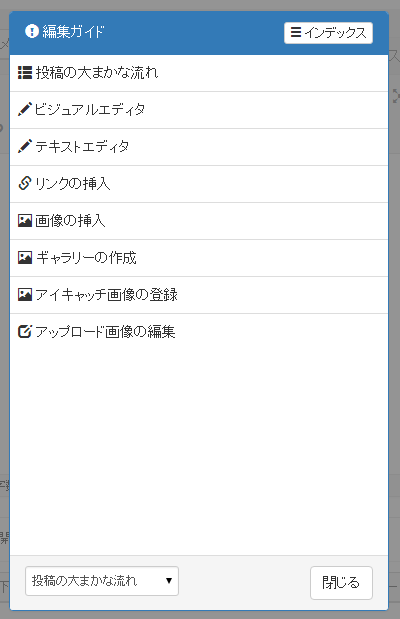 編集ガイド
インデックス
投稿の大まかな流れ
ビジュアルエディタ
テキストエディタ
リンクの挿入
画像の挿入
ギャラリーの作成
アイキャッチ画像の登録
アップロード画像の編集
投稿の大まかな流れ
閉じる